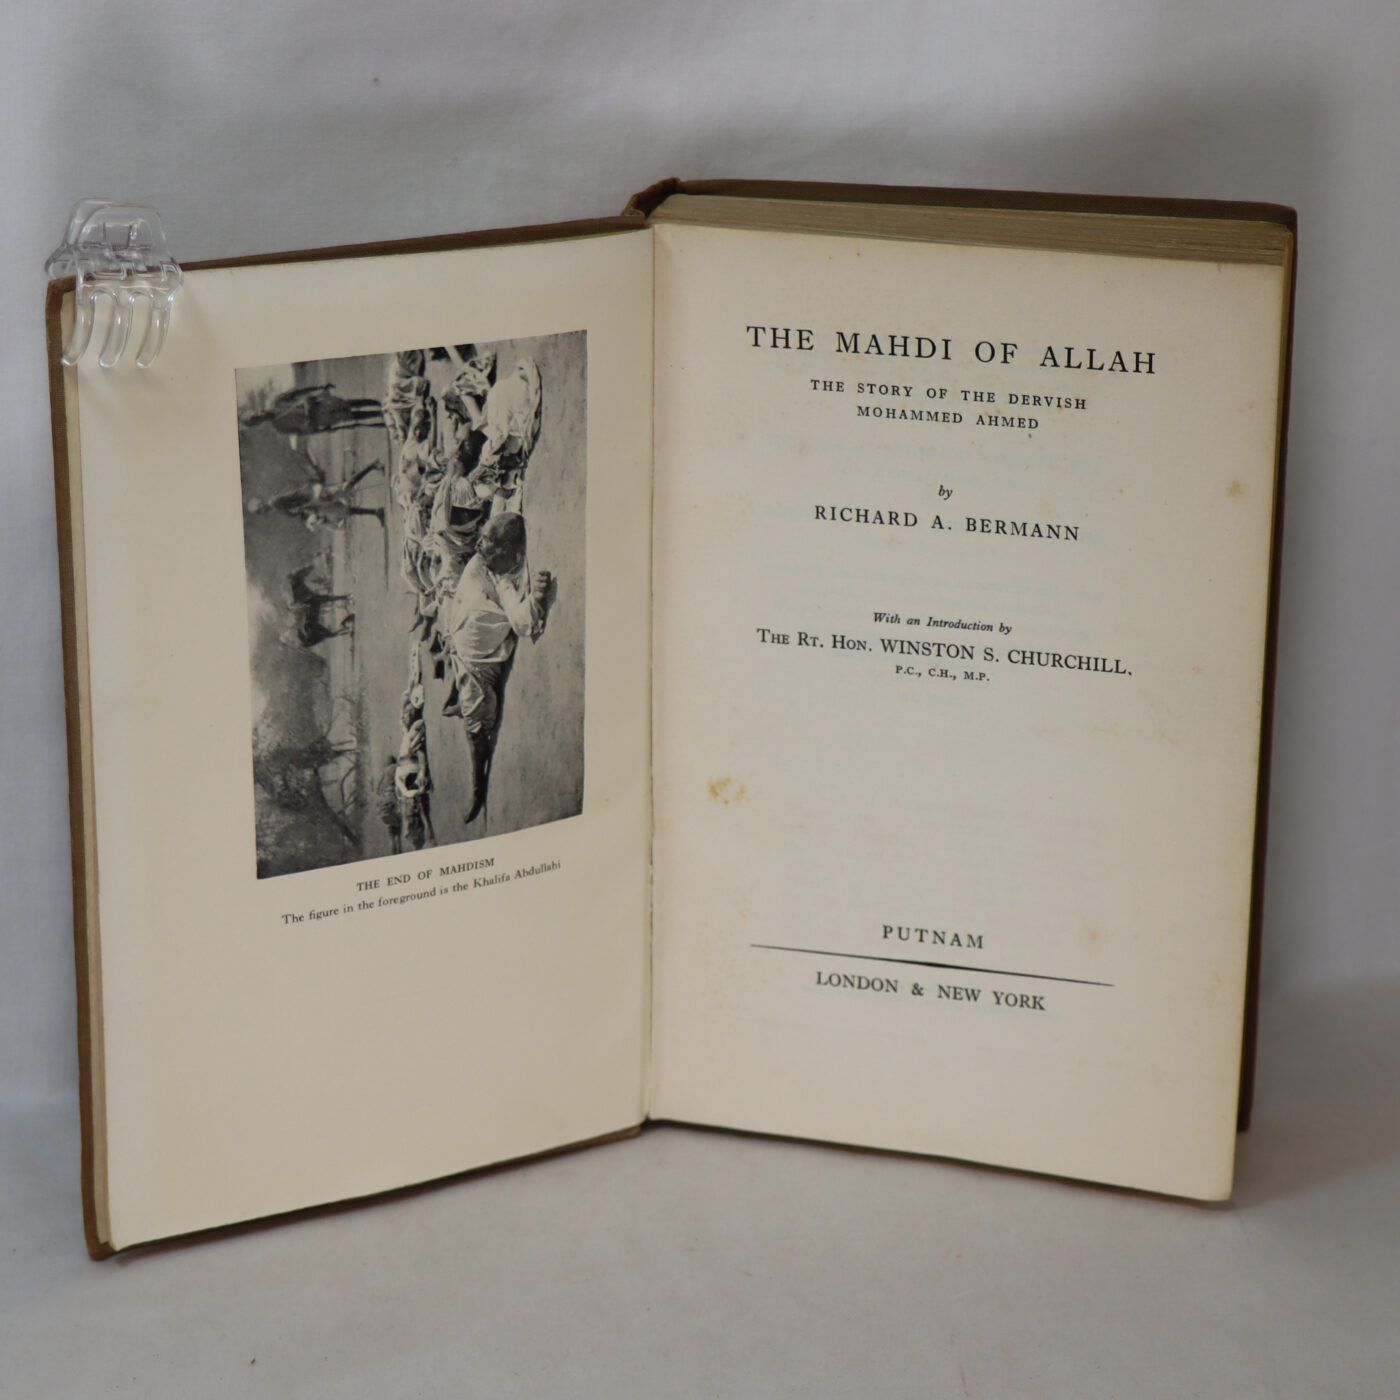 THE END OF MAHDISM
The figure in the foreground is the Khalifa Abdullahi
THE MAHDI OF ALLAH
THE STORY OF THE DERVISH
MOHAMMED AHMED
by
RICHARD A. BERMANN
With an Introduction by
THE RT. HON. WINSTON S. CHURCHILL.
P.C., C.H., M.P.
PUTNAM
LONDON & NEW YORK